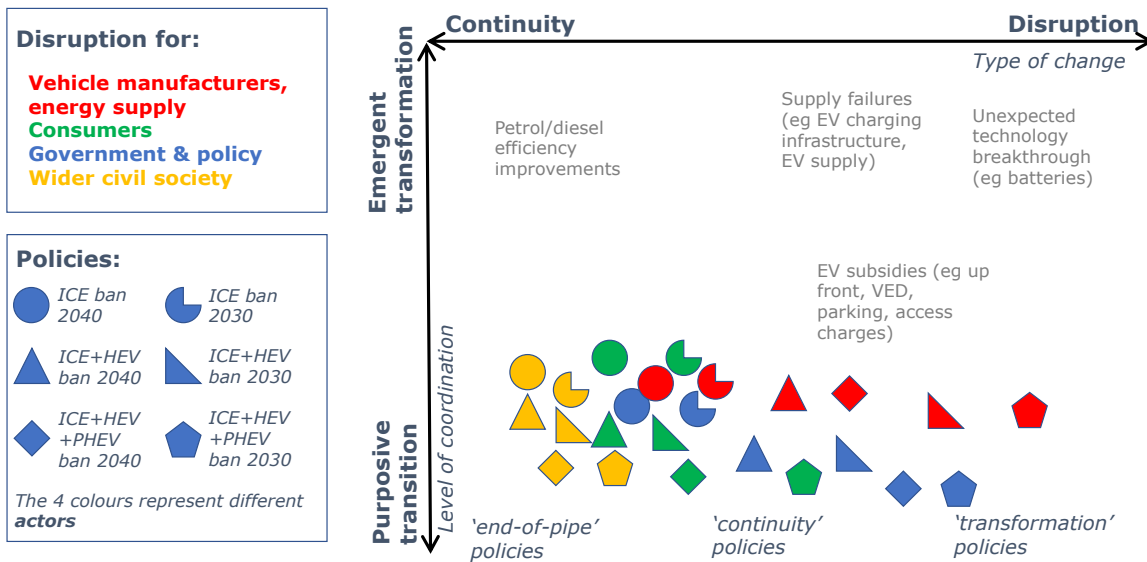 Disruption for:
Vehicle manufacturers,
energy supply
Consumers
Government & policy
Wider civil society
Policies:
ICE ban
2040
ICE ban
2030
ICE+HEV
ban 2040
ICE+HEV
ban 2030
ICE+HEV
+PHEV
ban 2040
ICE+HEV
+PHEV
ban 2030
The 4 colours represent different
actors
Continuity
Disruption
Type of change
Emergent
transformation
Purposive
transition
Level of coordination
Petrol/diesel
efficiency
improvements
Supply failures
(eg EV charging
infrastructure,
EV supply)
Unexpected
technology
breakthrough
(eg batteries)
EV subsidies (eg up
front, VED,
parking, access
charges)
‘end-of-pipe’
policies
‘continuity’
policies
‘transformation’
policies